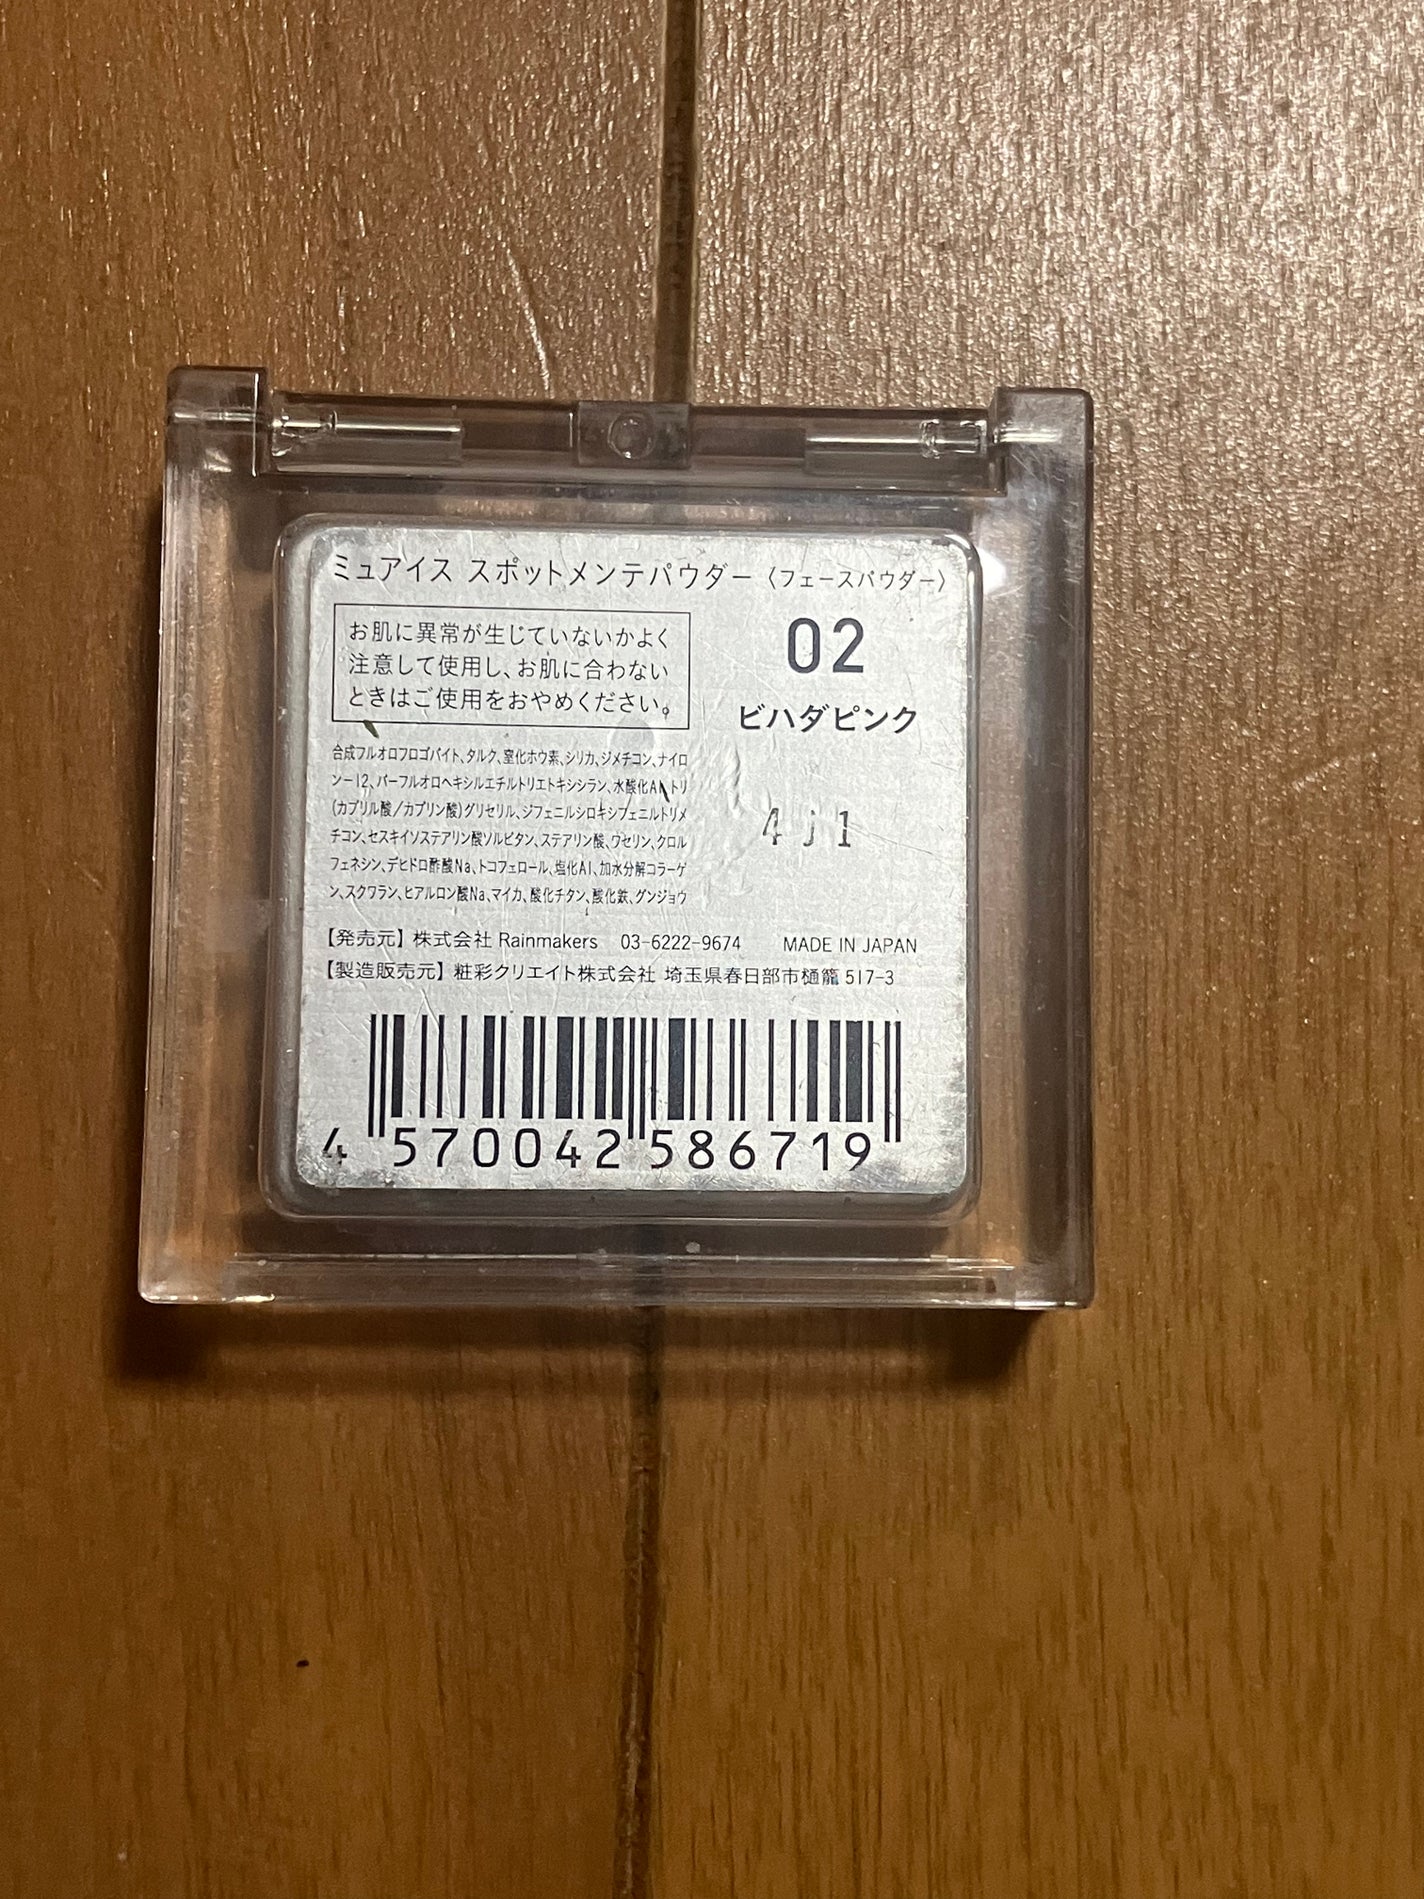 ミュアイス スポットメンテパウダー〈フェースパウダー〉
お肌に異常が生じていないかよく
注意して使用し、お肌に合わない
ときはご使用をおやめください。
02
ビハダピンク
合成フルオロフロゴパイト、タルク、窒化ホウ素、シリカ、ジメチコン、ナイロ
ン-12、パーフルオロヘキシルエチルトリエトキシシラン、水酸化Al、トリ
(カプリル酸/カプリン酸)グリセリル、ジフェニルシロキシフェニルトリメ
チコン、セスキイソステアリン酸ソルビタン、ステアリン酸、ワセリン、クロル
フェネシン、デヒドロ酢酸Na、トコフェロール、塩化Al、加水分解コラーゲ
ン、スクワラン、ヒアルロン酸Na、マイカ、酸化チタン、酸化鉄、グンジョウ
4J1
【発売元】株式会社 Rainmakers 03-6222-9674 MADE IN JAPAN
【製造販売元】粧彩クリエイト株式会社 埼玉県春日部市樋籠 517-3
4 570042 586719